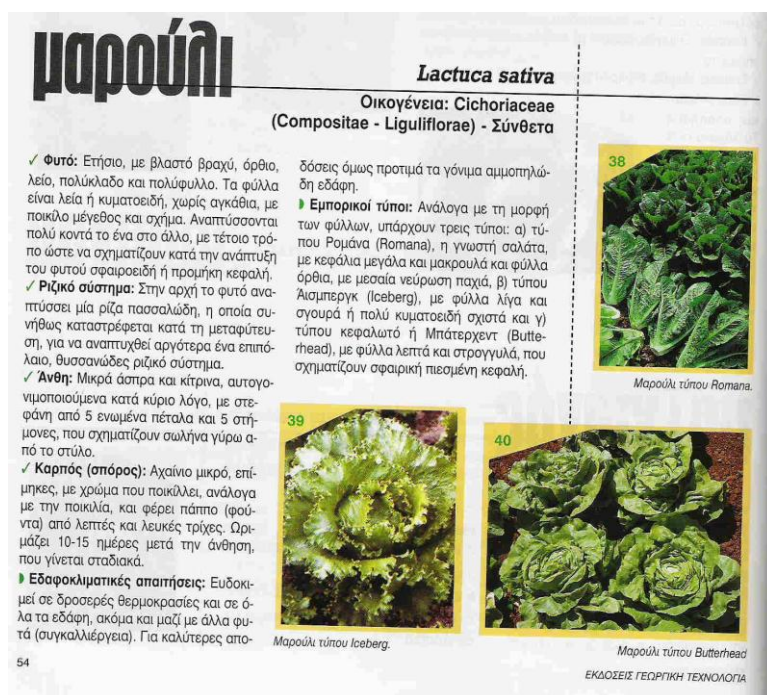 μαρούλι
Lactuca sativa
Οικογένεια: Cichoriaceae
(Compositae - Liguliflorae) - Σύνθετα
✓ Φυτό: Ετήσιο, με βλαστό βραχύ, όρθιο,
λείο, πολύκλαδο και πολύφυλλο. Τα φύλλα
είναι λεία ή κυματοειδή, χωρίς αγκάθια, με
ποικίλο μέγεθος και σχήμα. Αναπτύσσονται
πολύ κοντά το ένα στο άλλο, με τέτοιο τρό-
πο ώστε να σχηματίζουν κατά την ανάπτυξη
του φυτού σφαιροειδή ή προμήκη κεφαλή.
✓ Ριζικό σύστημα: Στην αρχή το φυτό ανα-
πτύσσει μία ρίζα πασσαλώδη, η οποία συ-
νήθως καταστρέφεται κατά τη μεταφύτευ-
ση, για να αναπτυχθεί αργότερα ένα επιπό-
λαιο, θυσσανώδες ριζικό σύστημα.
✓ Άνθη: Μικρά άσπρα και κίτρινα, αυτογο-
νιμοποιούμενα κατά κύριο λόγο, με στε-
φάνη από 5 ενωμένα πέταλα και 5 στή-
μονες, που σχηματίζουν σωλήνα γύρω α-
πό το στύλο.
✓ Καρπός (σπόρος): Αχαίνιο μικρό, επί-
μηκες, με χρώμα που ποικίλλει, ανάλογα
με την ποικιλία, και φέρει πάππο (φού-
ντα) από λεπτές και λευκές τρίχες. Ωρι-
μάζει 10-15 ημέρες μετά την άνθηση,
που γίνεται σταδιακά.
Εδαφοκλιματικές απαιτήσεις: Ευδοκι-
μεί σε δροσερές θερμοκρασίες και σε ό-
λα τα εδάφη, ακόμα και μαζί με άλλα φυ-
τά (συγκαλλιέργεια). Για καλύτερες απο-
δόσεις όμως προτιμά τα γόνιμα αμμοπηλώ-
δη εδάφη.
Εμπορικοί τύποι: Ανάλογα με τη μορφή
των φύλλων, υπάρχουν τρεις τύποι: α) τύ-
που Ρομάνα (Romana), η γνωστή σαλάτα,
με κεφάλια μεγάλα και μακρουλά και φύλλα
όρθια, με μεσαία νεύρωση παχιά, β) τύπου
Άισμπεργκ (Iceberg), με φύλλα λίγα και
σγουρά ή πολύ κυματοειδή σχιστά και γ)
τύπου κεφαλωτό ή Μπάτερχεντ (Butte-
rhead), με φύλλα λεπτά και στρογγυλά, που
σχηματίζουν σφαιρική πιεσμένη κεφαλή.
38
Μαρούλι τύπου Romana.
39
Μαρούλι τύπου Iceberg.
40
Μαρούλι τύπου Butterhead
54
ΕΚΔΟΣΕΙΣ ΓΕΩΡΓΙΚΗ ΤΕΧΝΟΛΟΓΙΑ